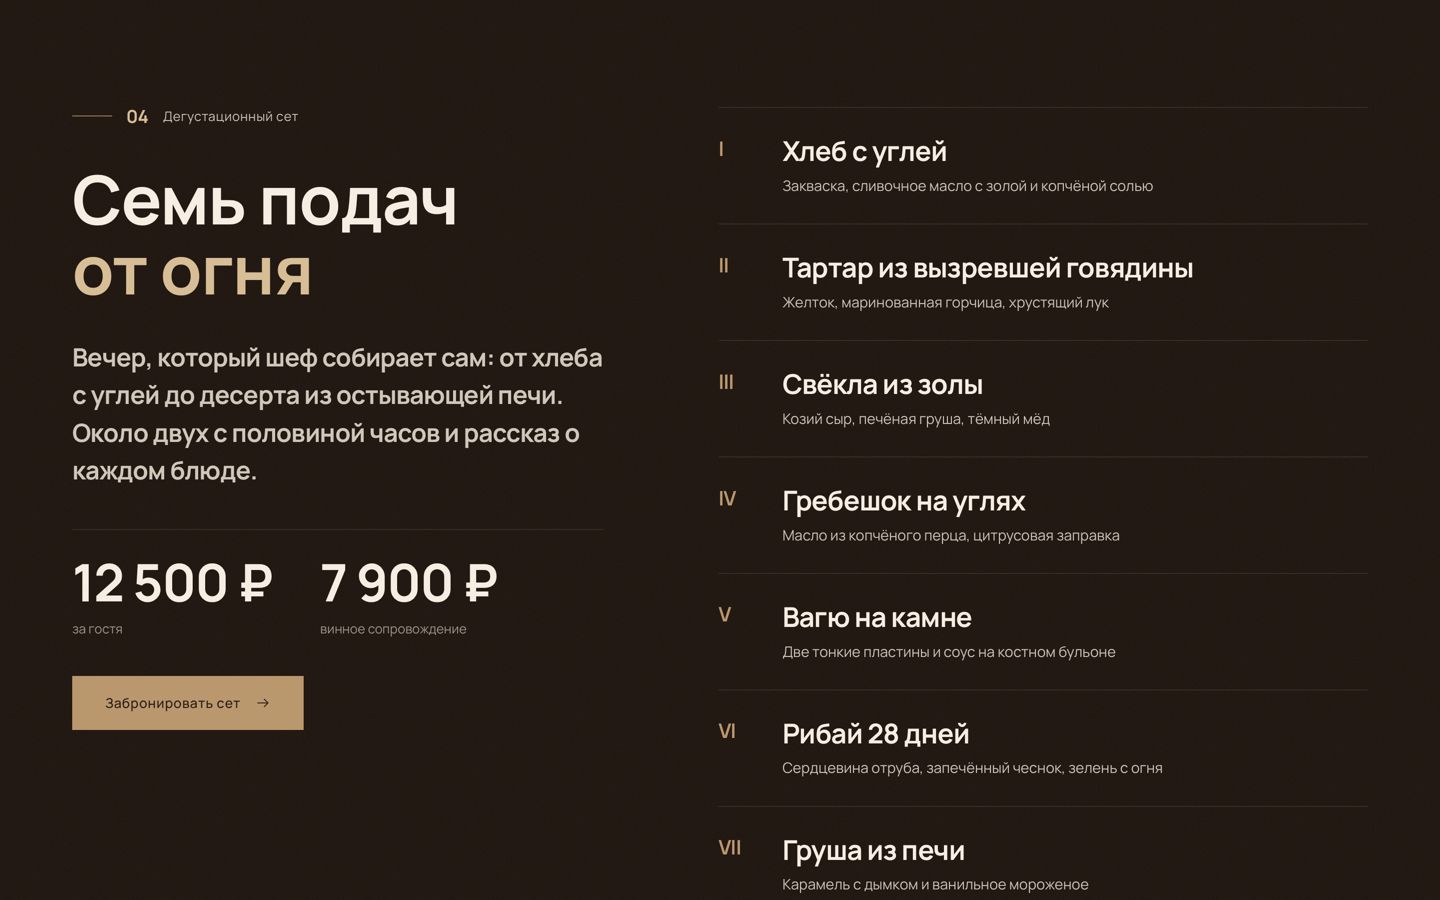 04 Дегустационный сет
Семь подач
от огня
Вечер, который шеф собирает сам: от хлеба
с углей до десерта из остывающей печи.
Около двух с половиной часов и рассказ о
каждом блюде.
12 500 ₽
за гостя
7 900 ₽
винное сопровождение
Забронировать сет →
I
Хлеб с углей
Закваска, сливочное масло с золой и копчёной солью
II
Тартар из вызревшей говядины
Желток, маринованная горчица, хрустящий лук
III
Свёкла из золы
Козий сыр, печёная груша, тёмный мёд
IV
Гребешок на углях
Масло из копчёного перца, цитрусовая заправка
V
Вагю на камне
Две тонкие пластины и соус на костном бульоне
VI
Рибай 28 дней
Сердцевина отруба, запечённый чеснок, зелень с огня
VII
Груша из печи
Карамель с дымком и ванильное мороженое